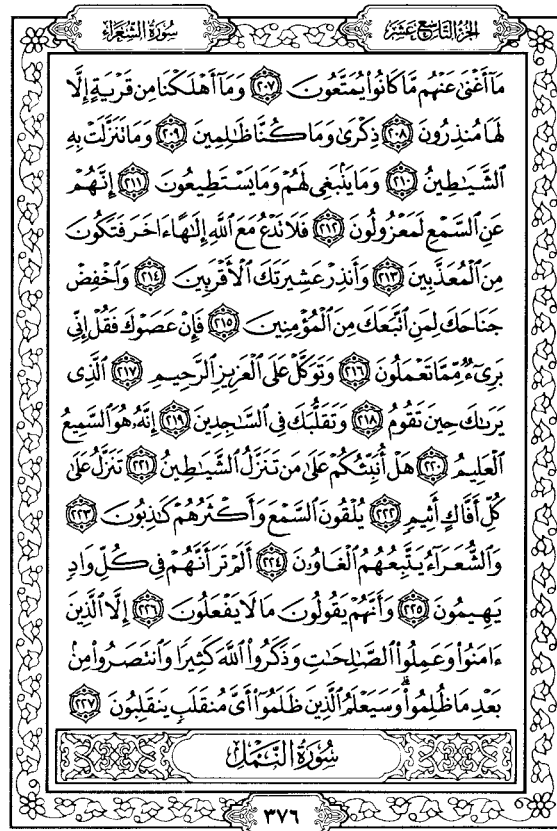 الجزء التاسع عشر
سورة الشعراء
مَآ أَغْنَىٰ عَنْهُم مَّا كَانُوا۟ يُمَتَّعُونَ ٢٠٧ وَمَآ أَهْلَكْنَا مِن قَرْيَةٍ إِلَّا
لَهَا مُنذِرُونَ ٢٠٨ ذِكْرَىٰ وَمَا كُنَّا ظَٰلِمِينَ ٢٠٩ وَمَا تَنَزَّلَتْ بِهِ
ٱلشَّيَٰطِينُ ٢١٠ وَمَا يَنۢبَغِى لَهُمْ وَمَا يَسْتَطِيعُونَ ٢١١ إِنَّهُمْ
عَنِ ٱلسَّمْعِ لَمَعْزُولُونَ ٢١٢ فَلَا تَدْعُ مَعَ ٱللَّهِ إِلَٰهًا ءَاخَرَ فَتَكُونَ
مِنَ ٱلْمُعَذَّبِينَ ٢١٣ وَأَنذِرْ عَشِيرَتَكَ ٱلْأَقْرَبِينَ ٢١٤ وَٱخْفِضْ
جَنَاحَكَ لِمَنِ ٱتَّبَعَكَ مِنَ ٱلْمُؤْمِنِينَ ٢١٥ فَإِنْ عَصَوْكَ فَقُلْ إِنِّى
بَرِىٓءٌ مِّمَّا تَعْمَلُونَ ٢١٦ وَتَوَكَّلْ عَلَى ٱلْعَزِيزِ ٱلرَّحِيمِ ٢١٧ ٱلَّذِى
يَرَىٰكَ حِينَ تَقُومُ ٢١٨ وَتَقَلُّبَكَ فِى ٱلسَّٰجِدِينَ ٢١٩ إِنَّهُۥ هُوَ ٱلسَّمِيعُ
ٱلْعَلِيمُ ٢٢٠ هَلْ أُنَبِّئُكُمْ عَلَىٰ مَن تَنَزَّلُ ٱلشَّيَٰطِينُ ٢٢١ تَنَزَّلُ عَلَىٰ
كُلِّ أَفَّاكٍ أَثِيمٍ ٢٢٢ يُلْقُونَ ٱلسَّمْعَ وَأَكْثَرُهُمْ كَٰذِبُونَ ٢٢٣
وَٱلشُّعَرَآءُ يَتَّبِعُهُمُ ٱلْغَاوُۥنَ ٢٢٤ أَلَمْ تَرَ أَنَّهُمْ فِى كُلِّ وَادٍ
يَهِيمُونَ ٢٢٥ وَأَنَّهُمْ يَقُولُونَ مَا لَا يَفْعَلُونَ ٢٢٦ إِلَّا ٱلَّذِينَ
ءَامَنُوا۟ وَعَمِلُوا۟ ٱلصَّٰلِحَٰتِ وَذَكَرُوا۟ ٱللَّهَ كَثِيرًا وَٱنتَصَرُوا۟ مِنۢ
بَعْدِ مَا ظُلِمُوا۟ ۗ وَسَيَعْلَمُ ٱلَّذِينَ ظَلَمُوٓا۟ أَىَّ مُنقَلَبٍ يَنقَلِبُونَ ٢٢٧
سُورَةُ النَّمْلِ
٣٧٦